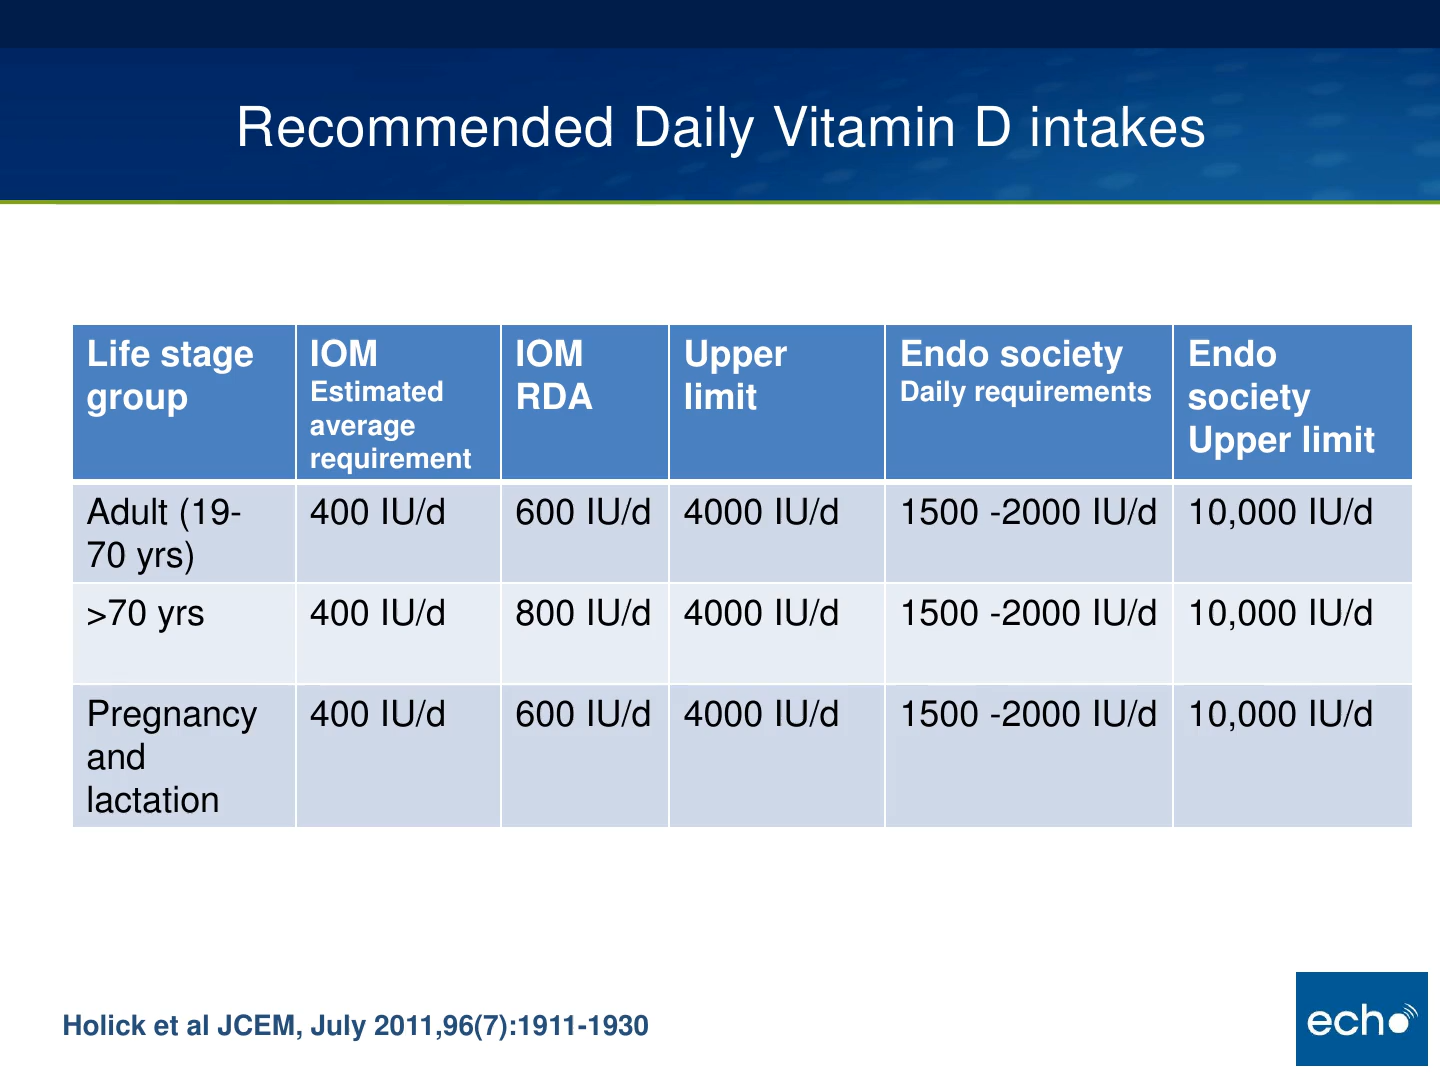 Recommended Daily Vitamin D intakes
Life stage group
IOM
Estimated average requirement
IOM RDA
Upper limit
Endo society
Daily requirements
Endo society Upper limit
Adult (19-70 yrs)
400 IU/d
600 IU/d
4000 IU/d
1500 -2000 IU/d
10,000 IU/d
>70 yrs
400 IU/d
800 IU/d
4000 IU/d
1500 -2000 IU/d
10,000 IU/d
Pregnancy and lactation
400 IU/d
600 IU/d
4000 IU/d
1500 -2000 IU/d
10,000 IU/d
Holick et al JCEM, July 2011,96(7):1911-1930
echo